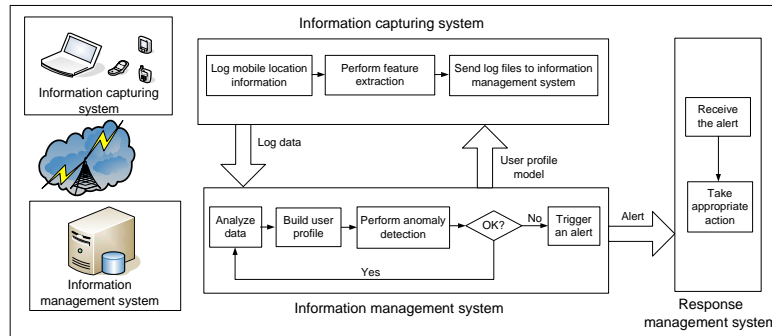 Information capturing system
Log mobile location
information
Perform feature
extraction
Send log files to information
management system
Information capturing
system
Log data
User profile
model
Receive
the alert
Take
appropriate
action
Analyze
data
Build user
profile
Perform anomaly
detection
OK?
No
Trigger
an alert
Alert
Yes
Information
management system
Information management system
Response
management system